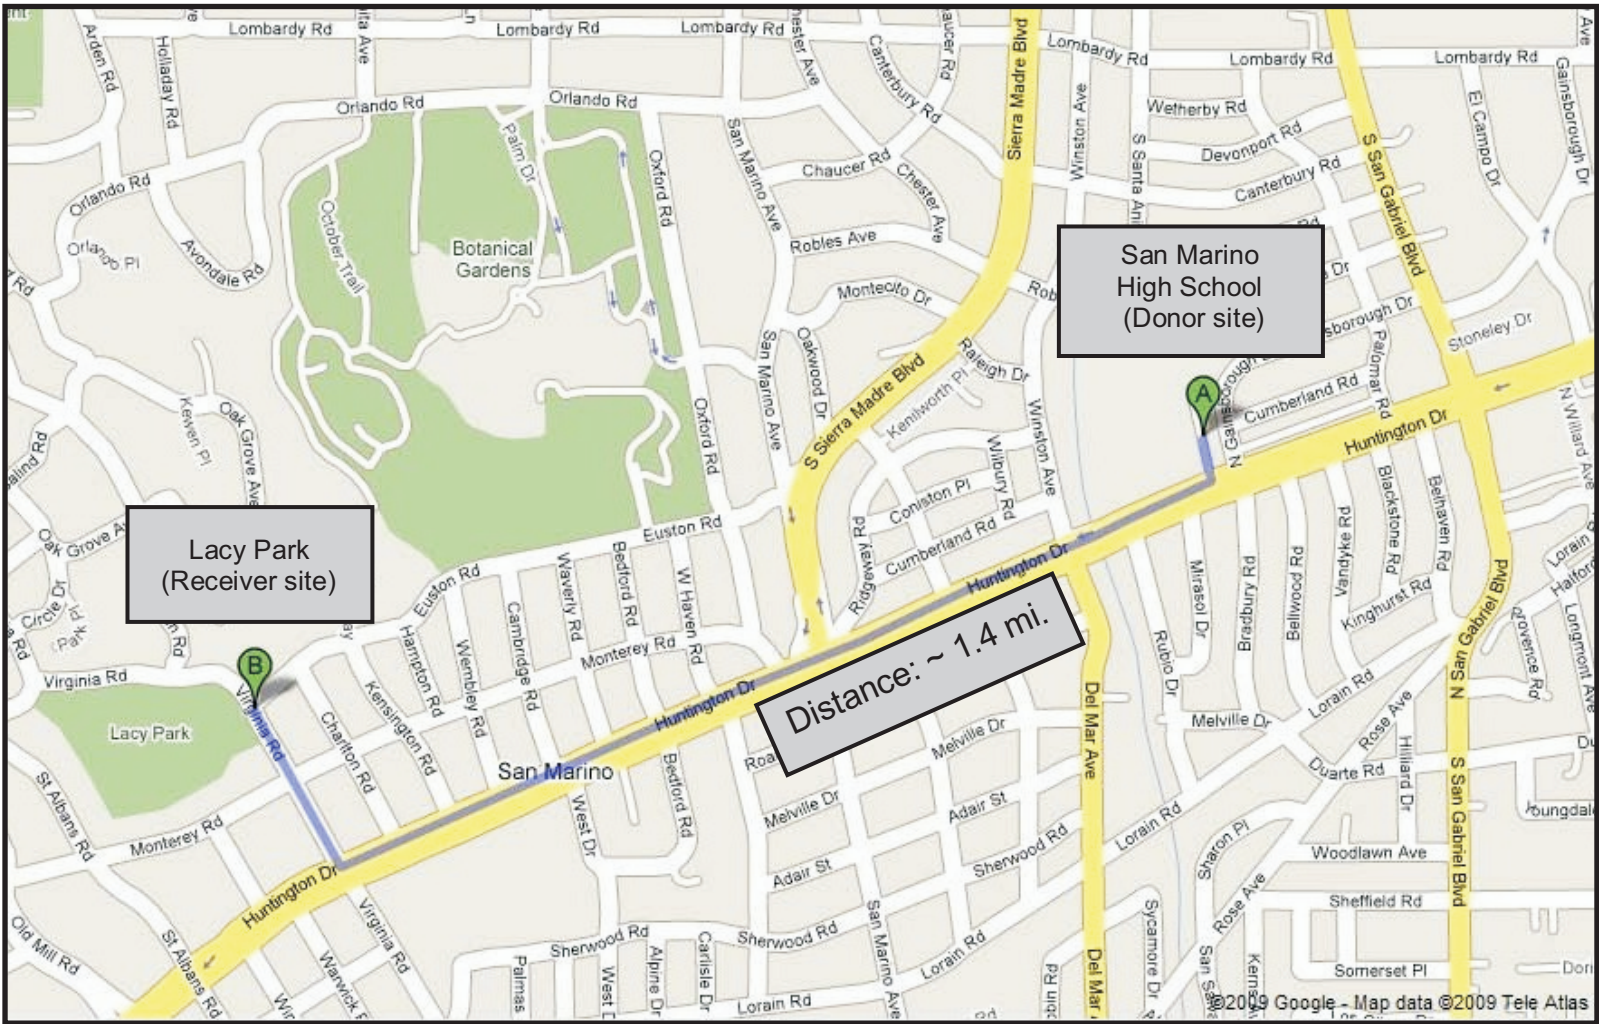 Lombardy Rd
Lombardy Rd
Lombardy Rd
Lombardy Rd
Lombardy Rd
Lombardy Rd
Arden Rd
Holladay Rd
Canterbury Rd
Sierra Madre Blvd
Winston Ave
S San Gabriel Blvd
El Campo Dr
Gainsborough Dr
Wetherby Rd
Devonport Rd
Canterbury Rd
Orlando Rd
Orlando Rd
Orlando Rd
Palm Dr
Oxford Rd
San Marino Ave
Chaucer Rd
Chester Ave
Robles Ave
Montecito Dr
October Trail
Avondale Rd
Botanical
Gardens
San Marino
High School
(Donor site)
Stoneley Dr
Palomar Rd
Cumberland Rd
Huntington Dr
A
San Marino Ave
Oakwood Dr
Raleigh Dr
Kenilworth Pl
S Sierra Madre Blvd
Winston Ave
Wilbury Rd
Coniston Pl
Cumberland Rd
Ridgeway Rd
Oxford Rd
Kewen Pl
Oak Grove Ave
Lacy Park
(Receiver site)
Euston Rd
Euston Rd
Huntington Dr
Distance: ~ 1.4 mi.
Blackstone Rd
Belhaven Rd
Vandyke Rd
Bellwood Rd
Bradbury Rd
Mirasol Dr
Rubio Dr
Kinghurst Rd
N San Gabriel Blvd
Circle Dr
Waverly Rd
Bedford Rd
W Haven Rd
Cambridge Rd
Monterey Rd
Hampton Rd
Wembley Rd
Kensington Rd
Charlton Rd
B
Virginia Rd
Virginia Rd
Lacy Park
Huntington Dr
San Marino
Bedford Rd
West Dr
Melville Dr
Melville Dr
Melville Dr
Del Mar Ave
Lorain Rd
Rose Ave
Duarte Rd
Hilliard Dr
S San Gabriel Blvd
St Albans Rd
Monterey Rd
Huntington Dr
Adair St
Adair St
Sherwood Rd
Lorain Rd
Sharon Pl
Woodlawn Ave
Sheffield Rd
Rose Ave
Old Mill Rd
St Albans Rd
Virginia Rd
Sherwood Rd
Sherwood Rd
San Marino Ave
Lorain Rd
Lorain Rd
Palmas
Alpine Dr
Carlisle Dr
Sycamore Dr
Somerset Pl
©2009 Google - Map data ©2009 Tele Atlas